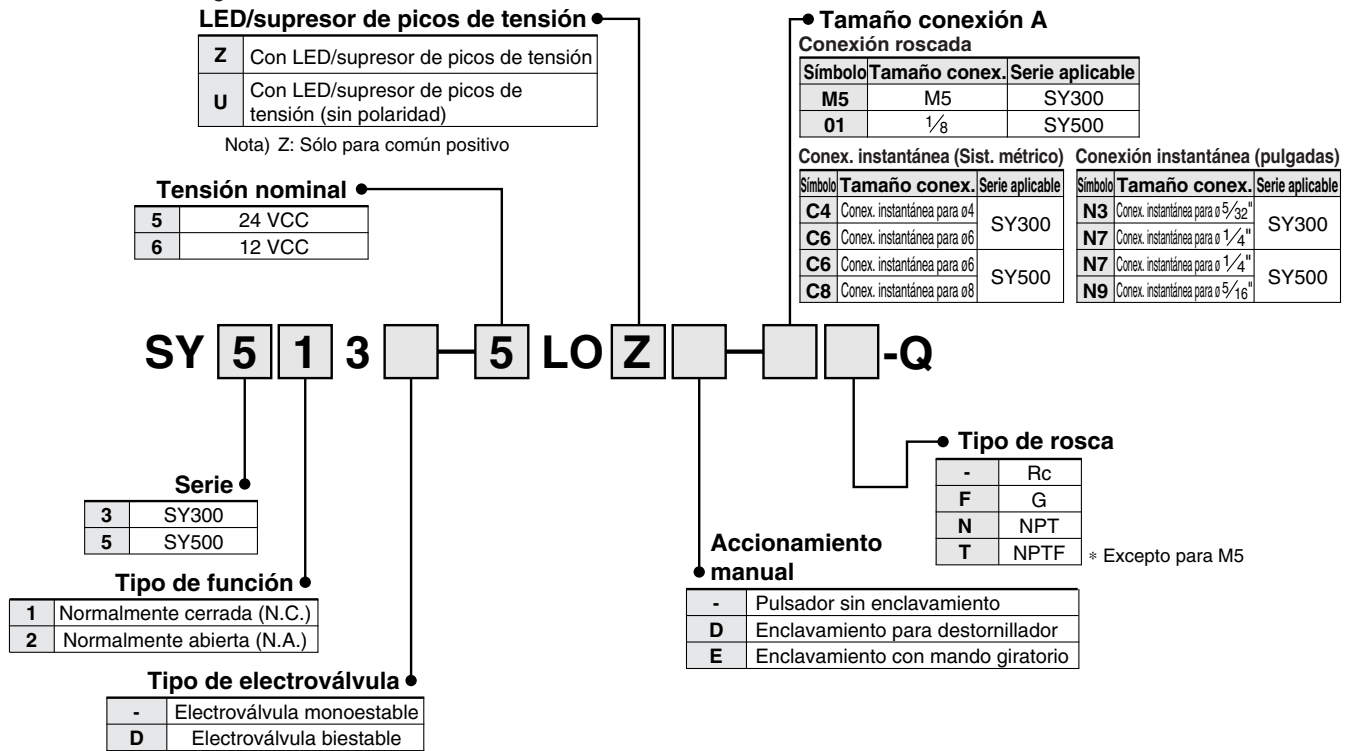 LED/supresor de picos de tensión
Z Con LED/supresor de picos de tensión
U Con LED/supresor de picos de
tensión (sin polaridad)
Nota) Z: Sólo para común positivo
Tamaño conexión A
Conexión roscada
Símbolo Tamaño conex. Serie aplicable
M5 M5 SY300
01 1/8 SY500
Conex. instantánea (Sist. métrico)
Símbolo Tamaño conex. Serie aplicable
C4 Conex. instantánea para ø4 SY300
C6 Conex. instantánea para ø6
C6 Conex. instantánea para ø6 SY500
C8 Conex. instantánea para ø8
Conexión instantánea (pulgadas)
Símbolo Tamaño conex. Serie aplicable
N3 Conex. instantánea para ø 5/32" SY300
N7 Conex. instantánea para ø 1/4"
N7 Conex. instantánea para ø 1/4" SY500
N9 Conex. instantánea para ø 5/16"
Tensión nominal
5 24 VCC
6 12 VCC
SY 5 1 3 — 5 LO Z — -Q
Serie
3 SY300
5 SY500
Tipo de función
1 Normalmente cerrada (N.C.)
2 Normalmente abierta (N.A.)
Tipo de electroválvula
- Electroválvula monoestable
D Electroválvula biestable
Tipo de rosca
- Rc
F G
N NPT
T NPTF
* Excepto para M5
Accionamiento
manual
- Pulsador sin enclavamiento
D Enclavamiento para destornillador
E Enclavamiento con mando giratorio